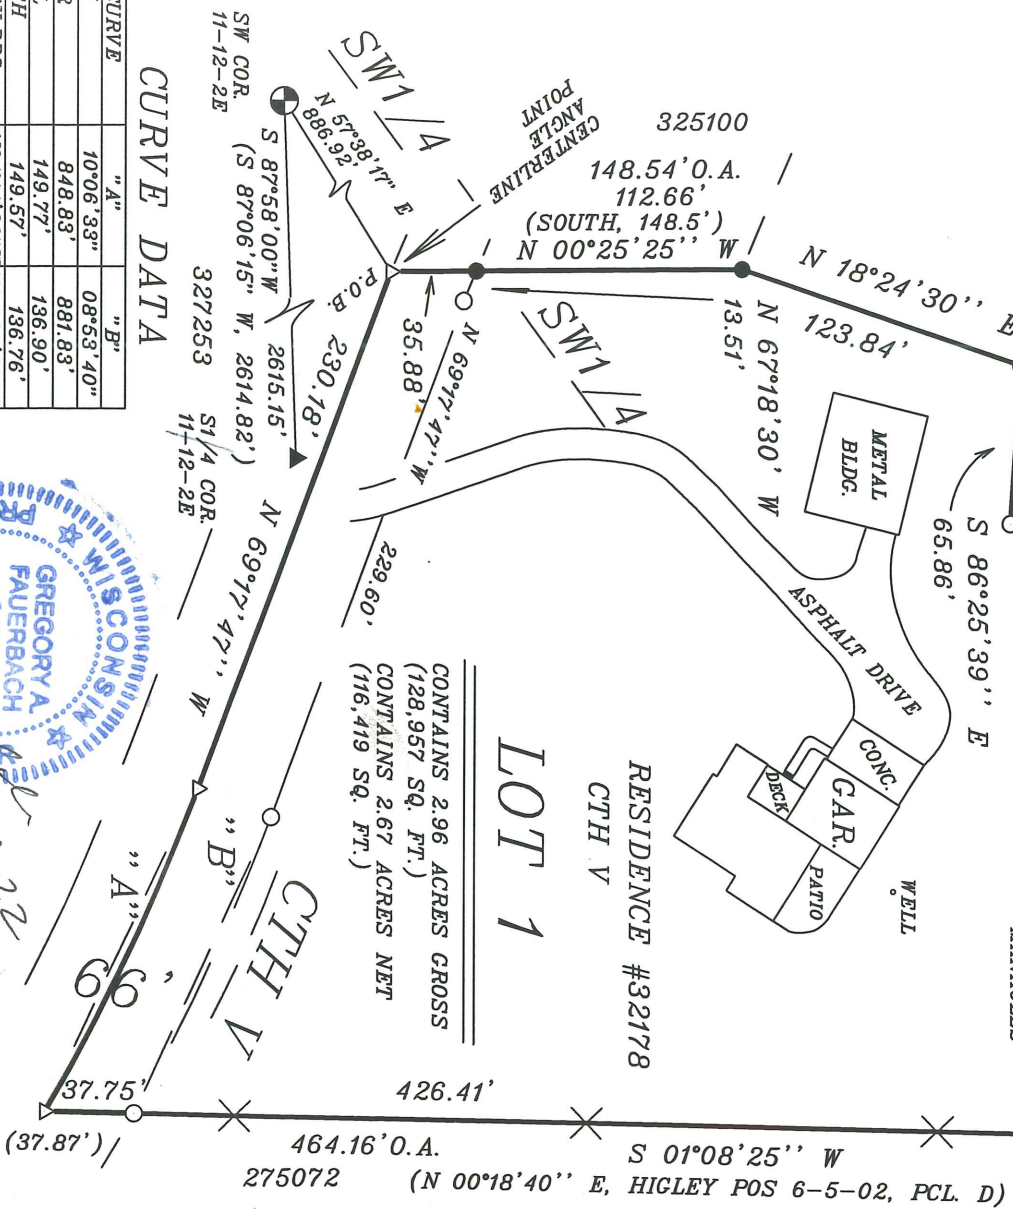 325100
148.54'O.A.
112.66'
(SOUTH, 148.5')
N 00°25'25'' W
CENTERLINE
ANGLE
POINT
SW1/4
N 57°38'17'' E
886.92'
SW COR.
11-12-2E
S 87°58'00''W 2615.15'
(S 87°06'15'' W, 2614.82')
327253
S1/4 COR.
11-12-2E
P.O.B.
230.18'
N 69°17'47'' W
35.88'
N 69°17'47'' W
229.60'
SW1/4
N 67°18'30'' W
13.51'
N 18°24'30'' E
123.84'
S 86°25'39'' E
65.86'
METAL
BLDG.
ASPHALT DRIVE
CONC.
GAR.
DECK
PATIO
WELL
RESIDENCE #32178
CTH V
LOT 1
CONTAINS 2.96 ACRES GROSS
(128,957 SQ. FT.)
CONTAINS 2.67 ACRES NET
(116,419 SQ. FT.)
"B"
"A"
CTH V
66'
37.75'
(37.87')
426.41'
464.16'O.A.
275072
S 01°08'25'' W
(N 00°18'40'' E, HIGLEY POS 6-5-02, PCL. D)
CURVE DATA
CURVE "A" "B"
10°06'33" 08°53'40"
848.83' 881.83'
149.77' 136.90'
149.57' 136.76'
WISCONSIN
GREGORY A.
FAUERBACH